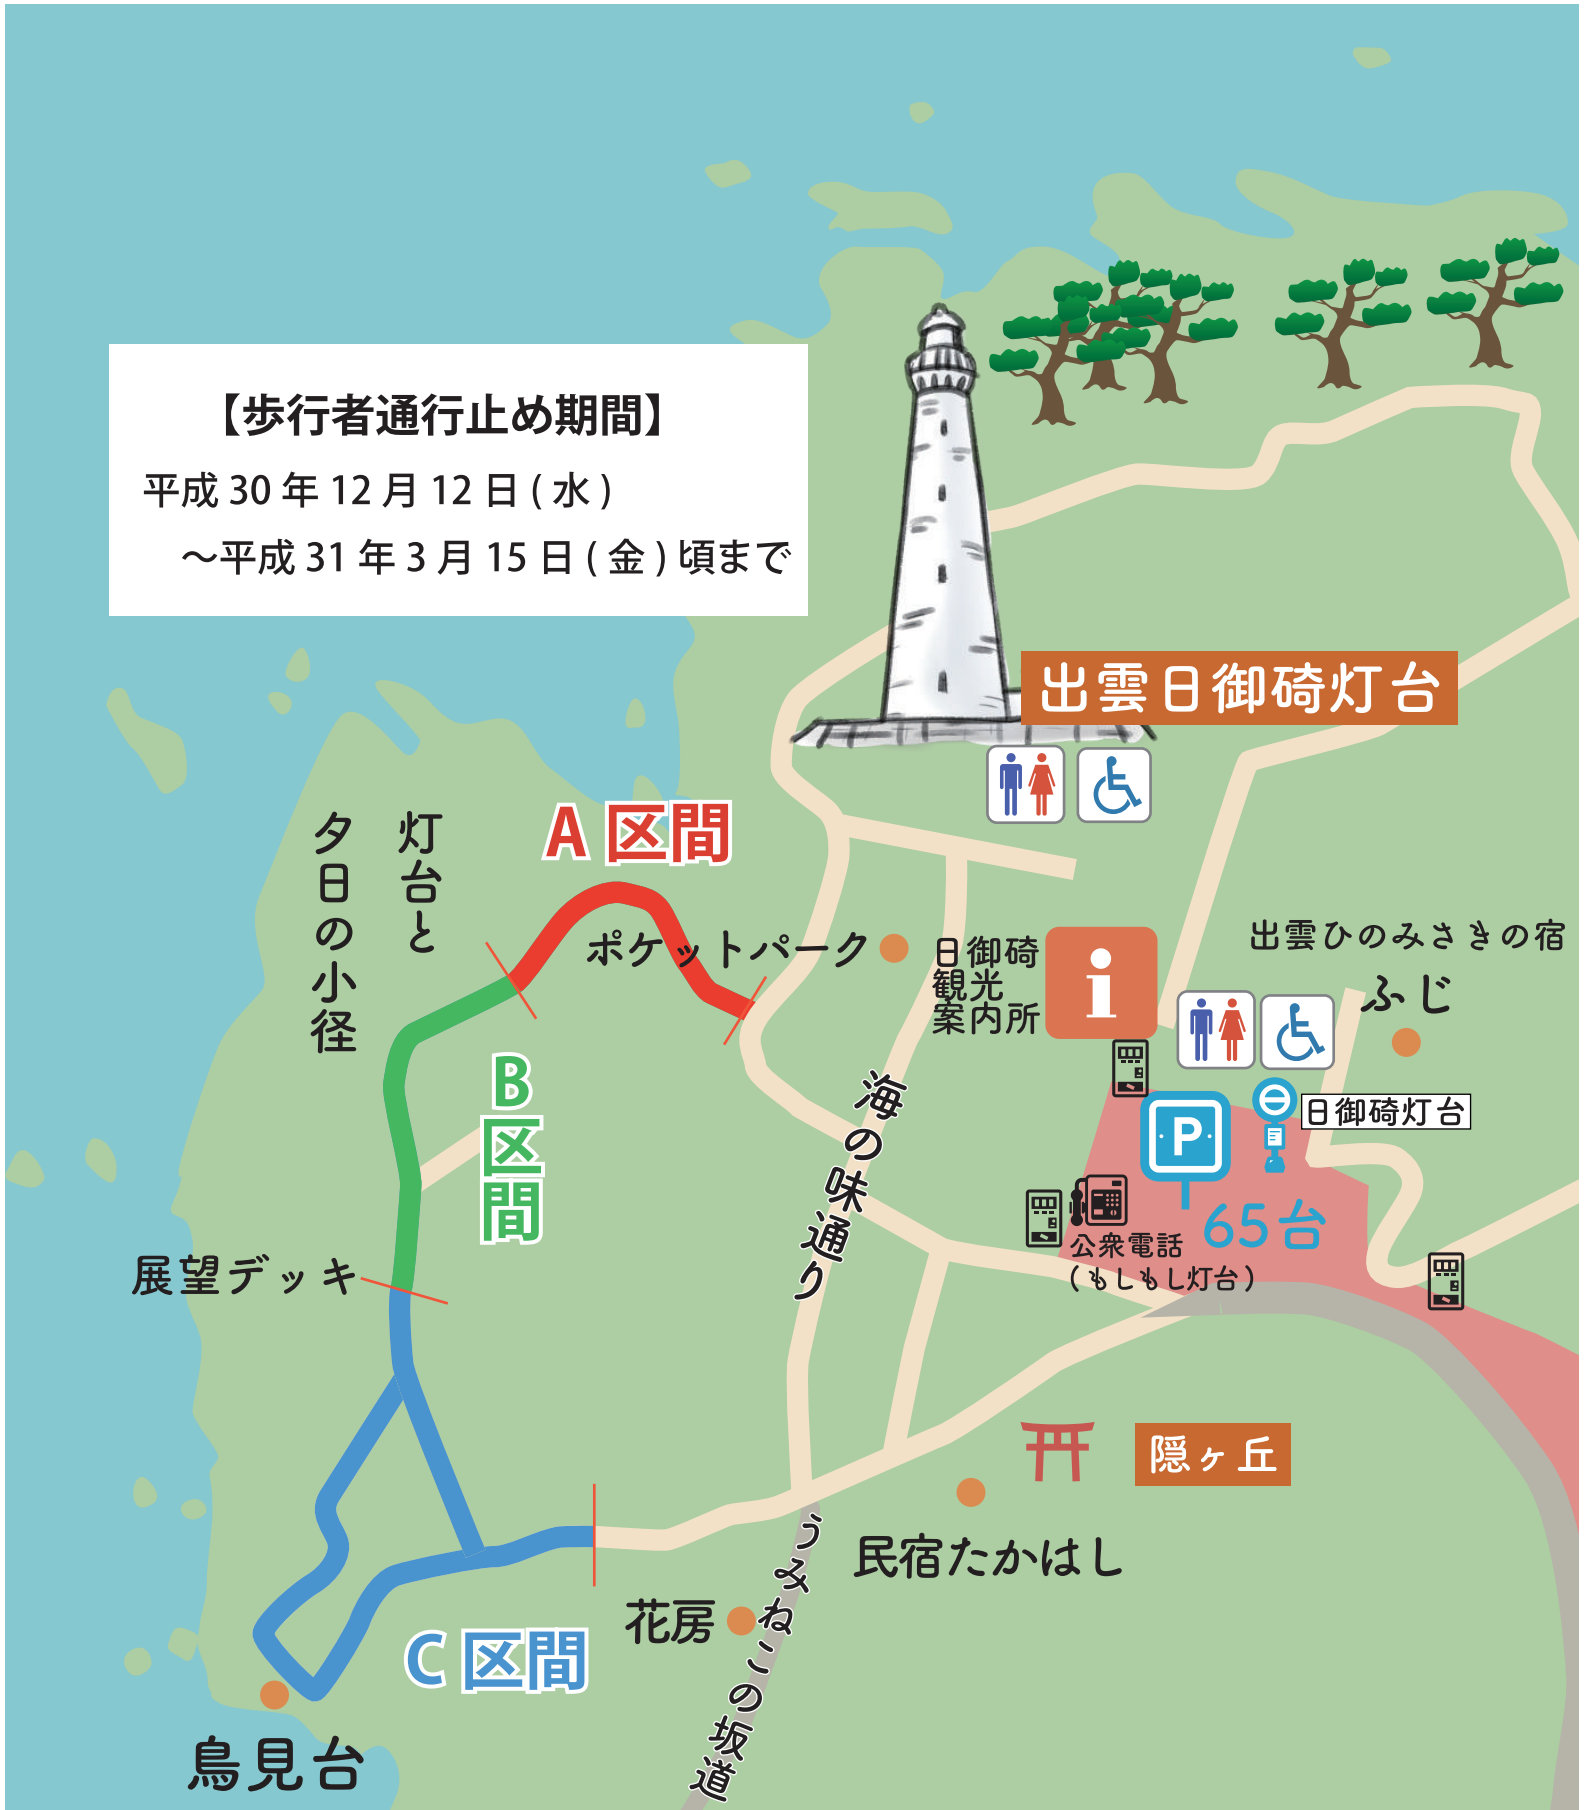 【歩行者通行止め期間】
平成 30 年 12 月 12 日 ( 水 )
～平成 31 年 3 月 15 日 ( 金 ) 頃まで
出雲日御碕灯台
灯台と
夕日の小径
A 区間
ポケットパーク
日御碕
観光
案内所
i
出雲ひのみさきの宿
ふじ
B
区
間
海の味通り
P
日御碕灯台
65台
公衆電話
（もしもし灯台）
展望デッキ
隠ヶ丘
民宿たかはし
うみねこの坂道
花房
C 区間
鳥見台